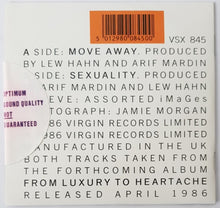 5012980084500
VSX 845
A SIDE: MOVE AWAY. PRODUCED
BY LEW HAHN AND ARIF MARDIN
B SIDE: SEXUALITY. PRODUCED
BY ARIF MARDIN AND LEW HAHN
SLEEVE: ASSORTED iMaGes
PHOTOGRAPH: JAMIE MORGAN
1986 VIRGIN RECORDS LIMITED
1986 VIRGIN RECORDS LIMITED
MANUFACTURED IN THE UK
BOTH TRACKS TAKEN FROM
THE FORTHCOMING ALBUM
FROM LUXURY TO HEARTACHE
RELEASED APRIL 1986
OPTIMUM
SOUND QUALITY
NOT
GUARANTEED